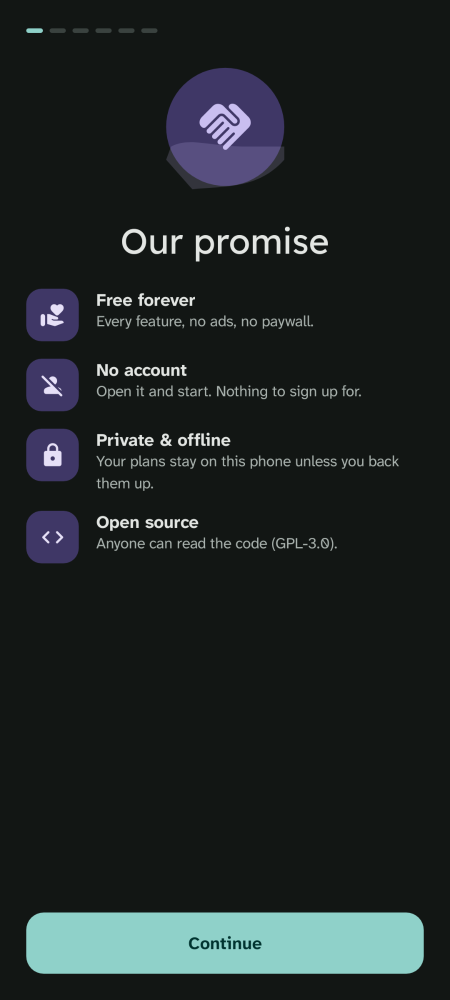 Our promise
Free forever
Every feature, no ads, no paywall.
No account
Open it and start. Nothing to sign up for.
Private & offline
Your plans stay on this phone unless you back
them up.
Open source
Anyone can read the code (GPL-3.0).
Continue